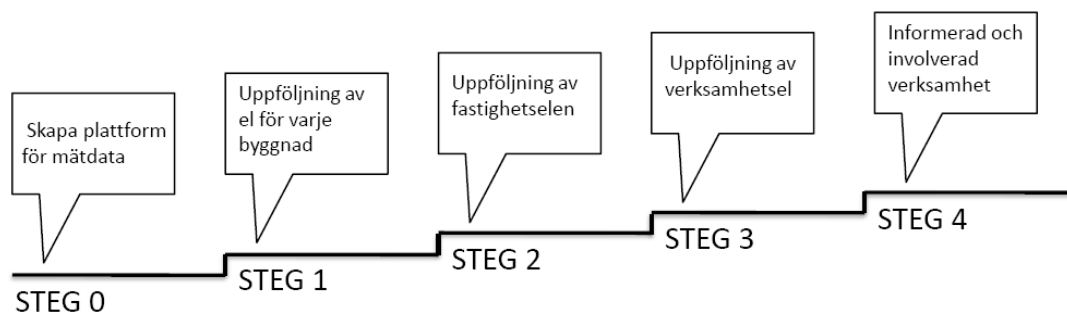 Skapa plattform
för mätdata
STEG 0
Uppföljning av
el för varje
byggnad
STEG 1
Uppföljning av
fastighetselen
STEG 2
Uppföljning av
verksamhetsel
STEG 3
Informerad och
involverad
verksamhet
STEG 4